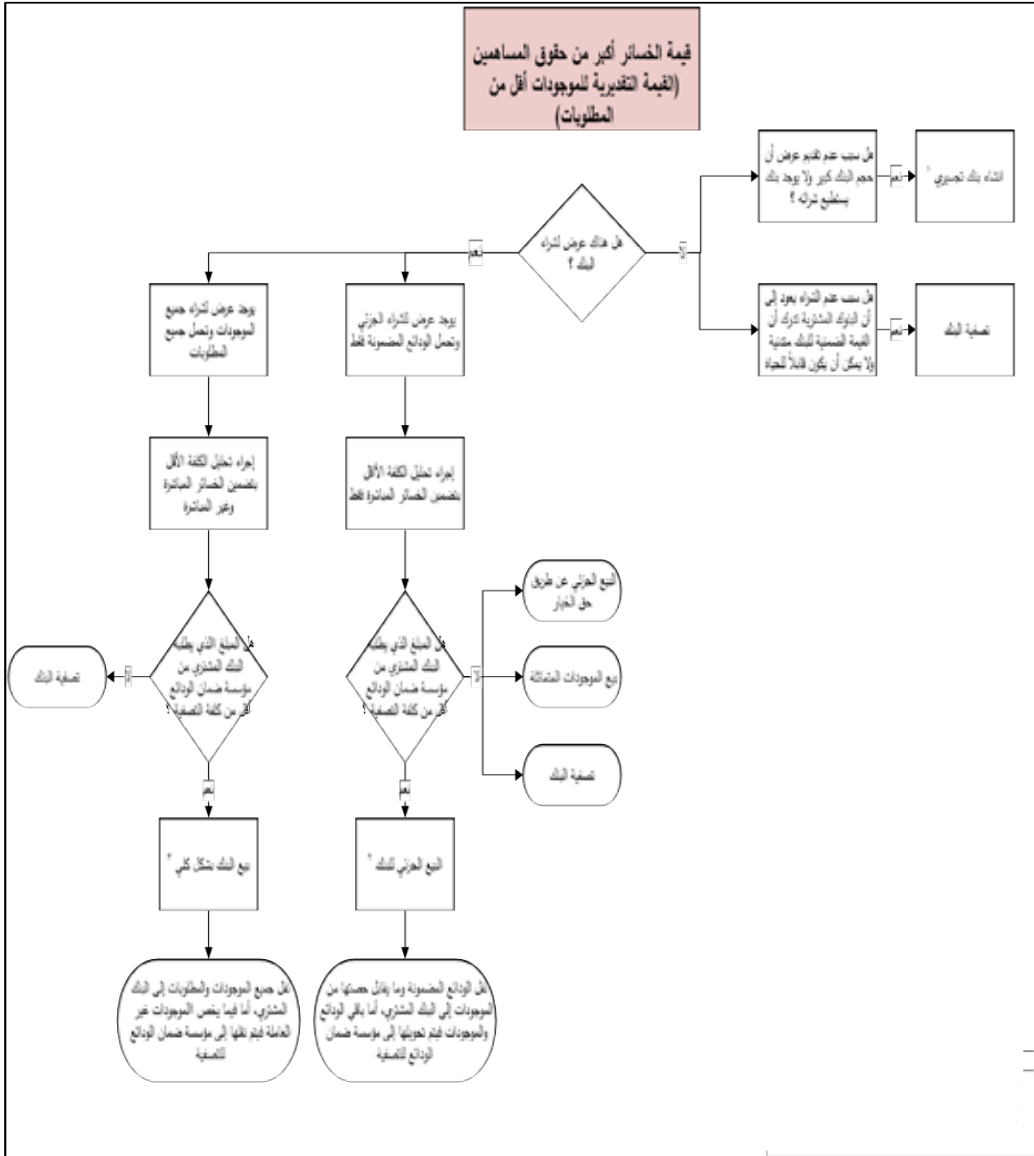 قيمة الخسائر أكبر من حقوق المساهمين
(القيمة التقديرية للموجودات أقل من
المطلوبات)
هل سبب عدم تقديم عرض أن
حجم البنك كبير ولا يوجد بنك
يستطيع شرائه ؟
نعم
انشاء بنك تجسيري
هل هناك عرض لشراء
البنك ؟
نعم
لا
هل سبب عدم الشراء يعود إلى
أن البنوك المشترية تدرك أن
القيمة الضمنية للبنك متدنية
ولا يمكن أن يكون قابلاً للحياة
نعم
تصفية البنك
يوجد عرض للشراء الجزئي
وتحمل الودائع المضمونة فقط
يوجد عرض لشراء جميع
الموجودات وتحمل جميع
المطلوبات
إجراء تحليل الكلفة الأقل
يتضمن الخسائر المباشرة فقط
إجراء تحليل الكلفة الأقل
يتضمن الخسائر المباشرة
وغير المباشرة
البيع الجزئي عن طريق
حق الخيار
هل المبلغ الذي يطلبه
البنك المشتري من
مؤسسة ضمان الودائع
أقل من كلفة التصفية ؟
لا
بيع الموجودات المتماثلة
تصفية البنك
هل المبلغ الذي يطلبه
البنك المشتري من
مؤسسة ضمان الودائع
أقل من كلفة التصفية ؟
لا
تصفية البنك
نعم
نعم
البيع الجزئي للبنك
بيع البنك بشكل كلي
نقل الودائع المضمونة وما يقابل حصتها من
الموجودات إلى البنك المشتري، أما باقي الودائع
والموجودات فيتم تحويلها إلى مؤسسة ضمان
الودائع للتصفية
نقل جميع الموجودات والمطلوبات إلى البنك
المشتري، أما فيما يخص الموجودات غير
العاملة فيتم نقلها إلى مؤسسة ضمان الودائع
للتصفية